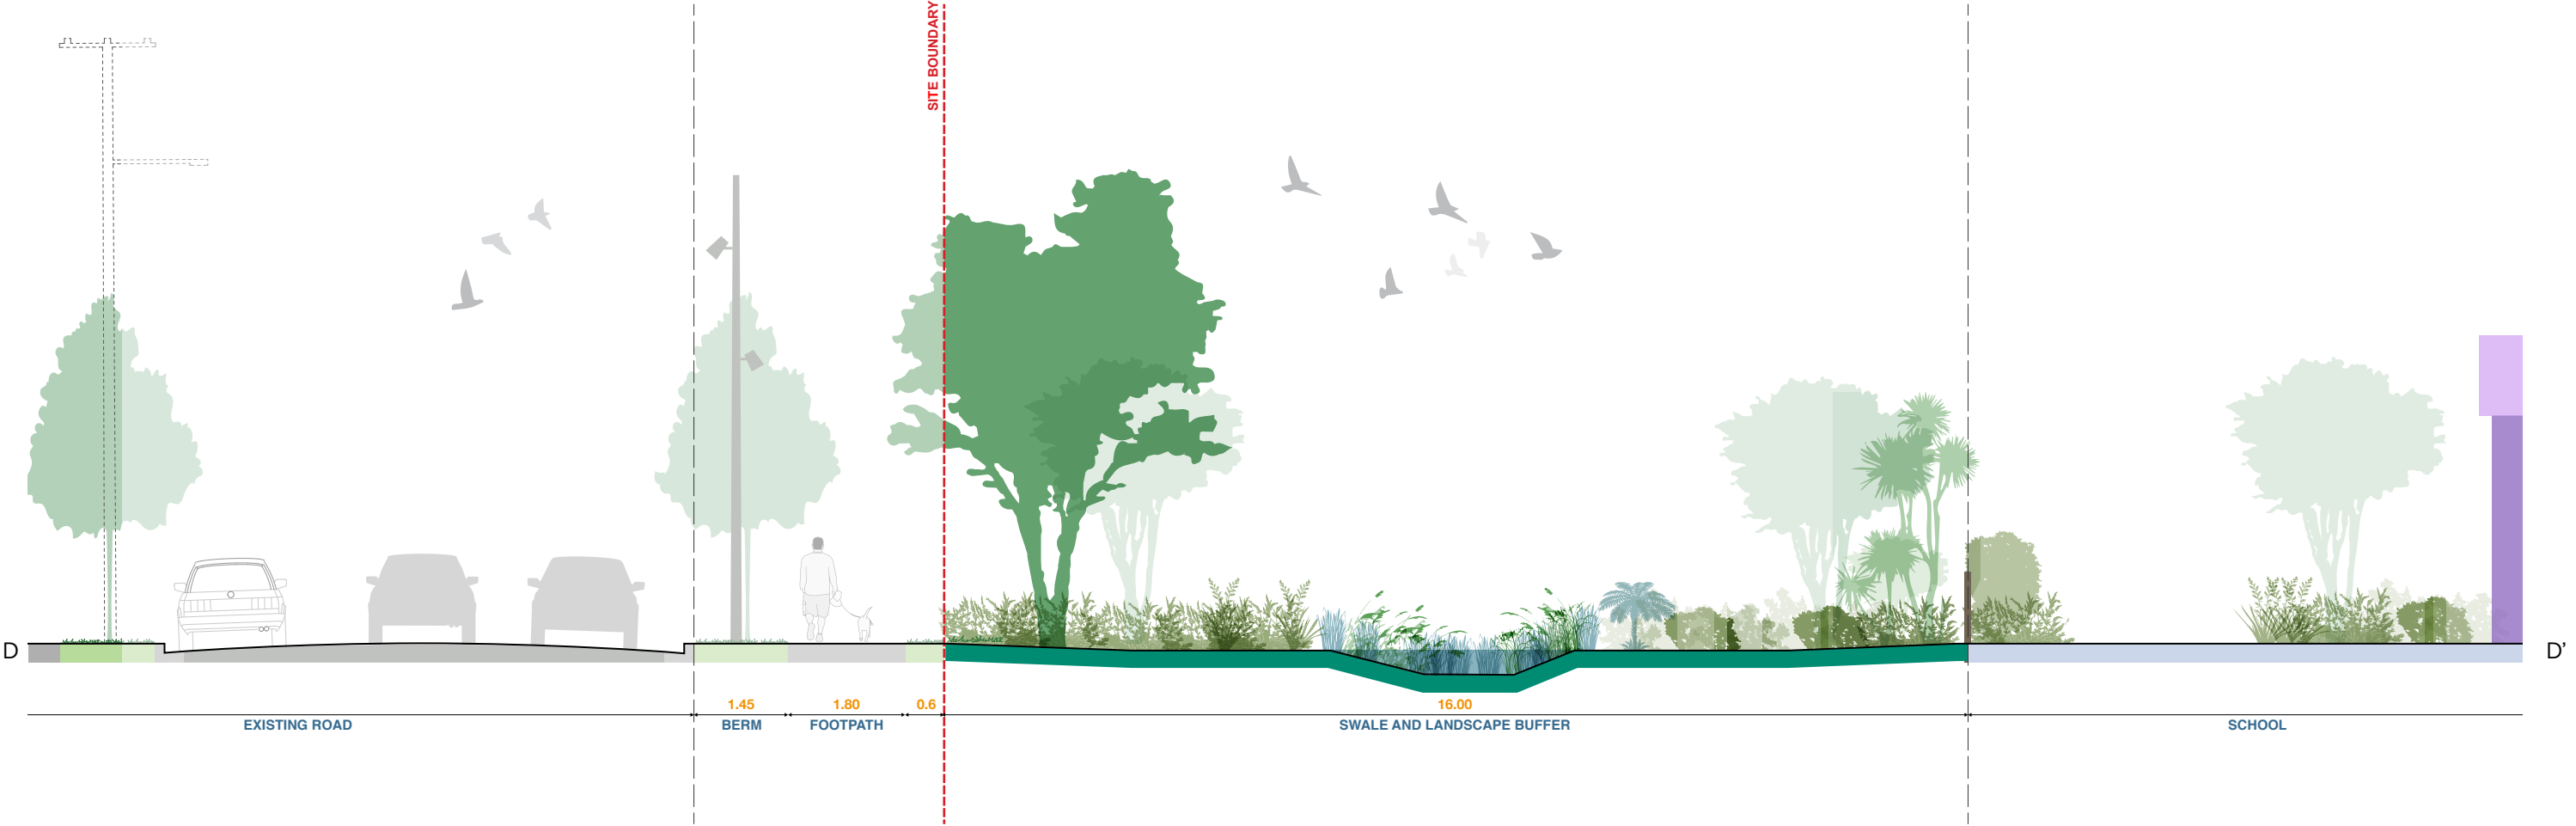 SITE BOUNDARY
D
D'
1.45
1.80
0.6
16.00
EXISTING ROAD
BERM
FOOTPATH
SWALE AND LANDSCAPE BUFFER
SCHOOL